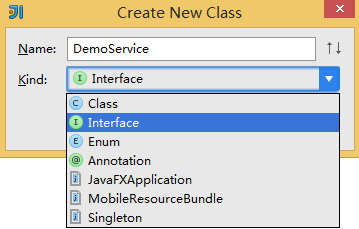 Create New Class
Name: DemoService
Kind: Interface
Class
Interface
Enum
Annotation
JavaFXApplication
MobileResourceBundle
Singleton